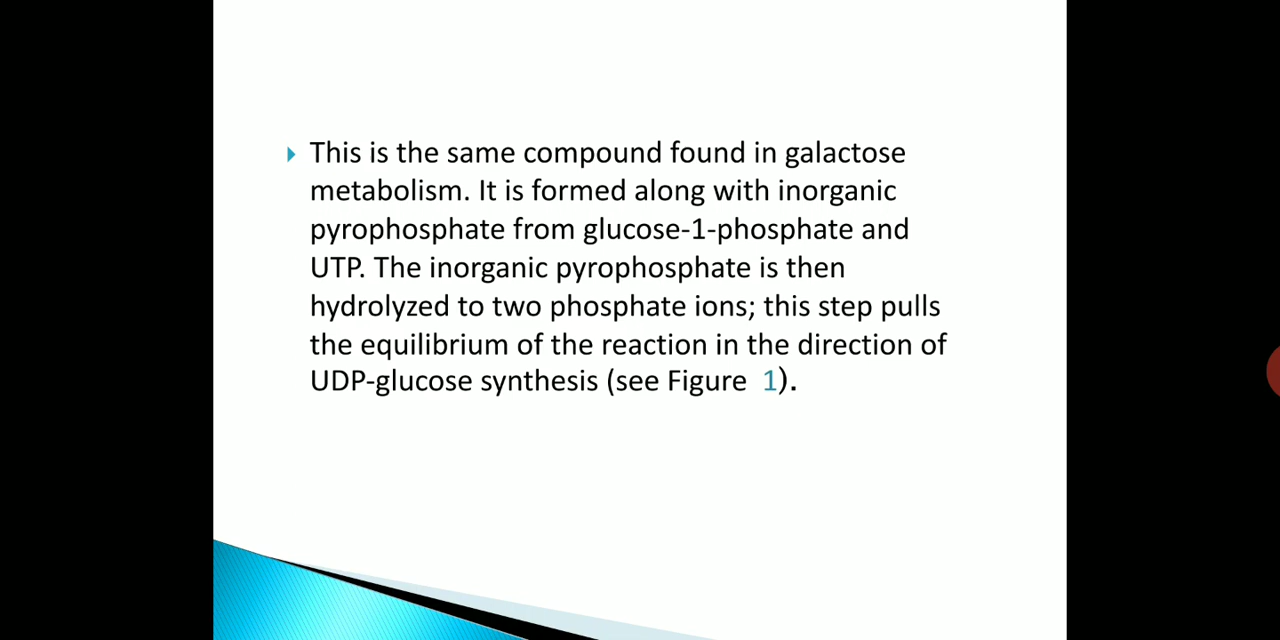 This is the same compound found in galactose
metabolism. It is formed along with inorganic
pyrophosphate from glucose-1-phosphate and
UTP. The inorganic pyrophosphate is then
hydrolyzed to two phosphate ions; this step pulls
the equilibrium of the reaction in the direction of
UDP-glucose synthesis (see Figure 1).